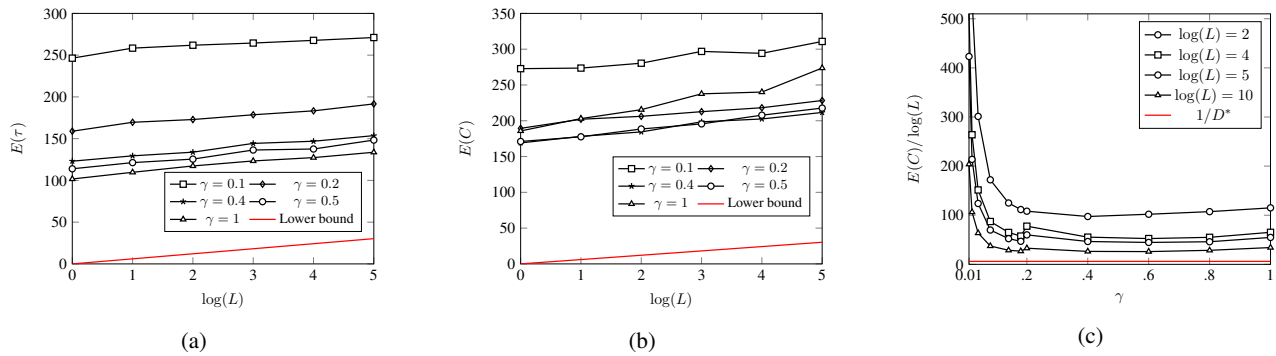 350
300
250
200
150
100
50
0
E(τ)
0 1 2 3 4 5
log(L)
γ = 0.1 γ = 0.2
γ = 0.4 γ = 0.5
γ = 1 Lower bound
(a)
350
300
250
200
150
100
50
0
E(C)
0 1 2 3 4 5
log(L)
γ = 0.1 γ = 0.2
γ = 0.4 γ = 0.5
γ = 1 Lower bound
(b)
500
400
300
200
100
0
E(C)/ log(L)
0.01 .2 .4 0.6 .8 1
γ
log(L) = 2
log(L) = 4
log(L) = 5
log(L) = 10
1/D*
(c)